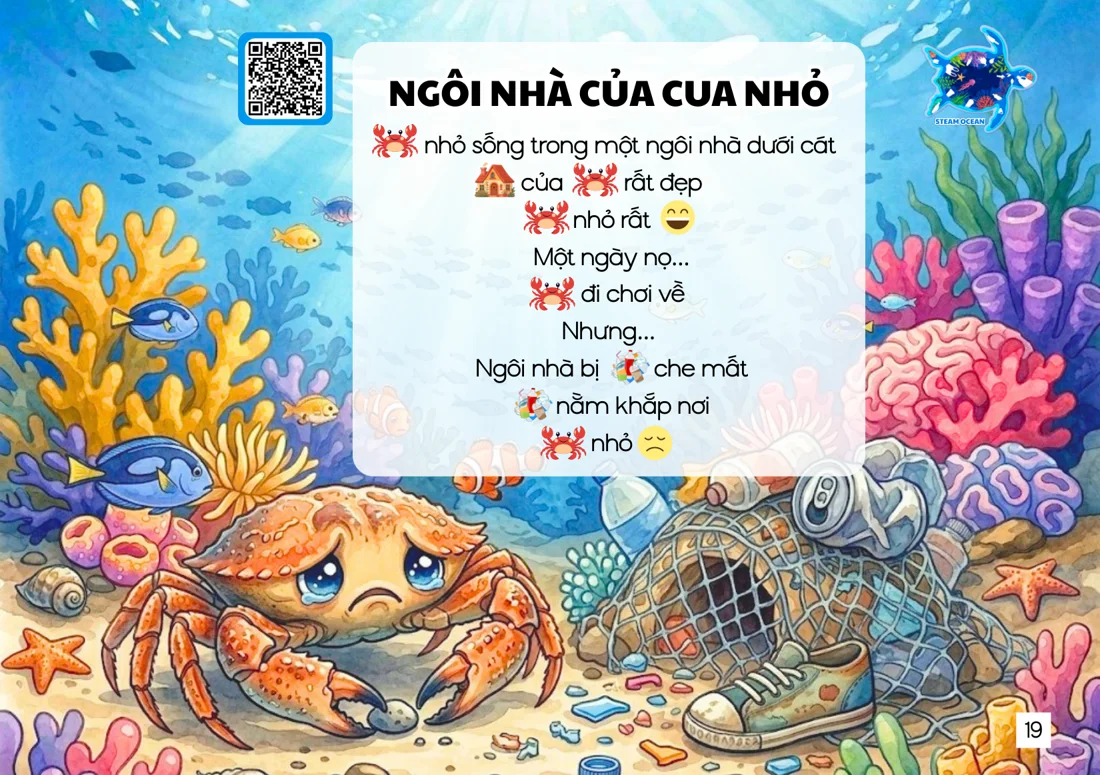 NGÔI NHÀ CỦA CUA NHỎ
🦀 nhỏ sống trong một ngôi nhà dưới cát
🏠 của 🦀 rất đẹp
🦀 nhỏ rất 😄
Một ngày nọ...
🦀 đi chơi về
Nhưng...
Ngôi nhà bị che mất
nằm khắp nơi
🦀 nhỏ 😔
STEAM OCEAN
19